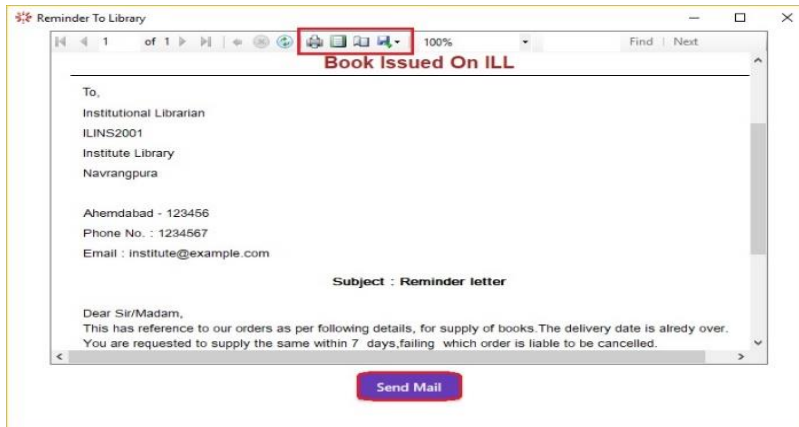 Reminder To Library
1 of 1 100% Find | Next
Book Issued On ILL
To,
Institutional Librarian
ILINS2001
Institute Library
Navrangpura
Ahemdabad - 123456
Phone No. : 1234567
Email : institute@example.com
Subject : Reminder letter
Dear Sir/Madam,
This has reference to our orders as per following details, for supply of books.The delivery date is alredy over.
You are requested to supply the same within 7 days,failing which order is liable to be cancelled.
Send Mail